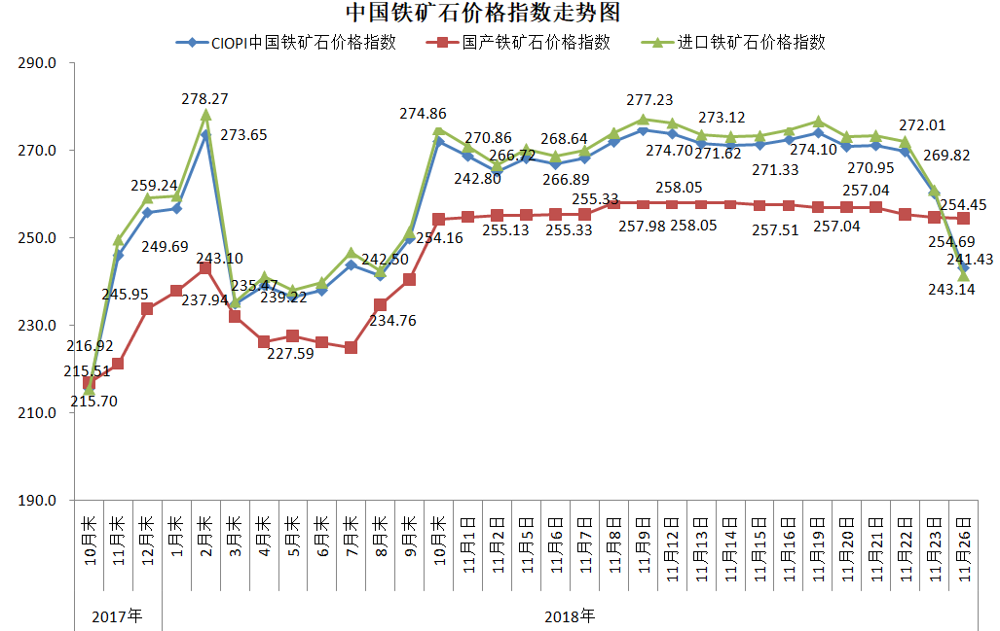 中国铁矿石价格指数走势图
CIOPI中国铁矿石价格指数 国产铁矿石价格指数 进口铁矿石价格指数
290.0
270.0
250.0
230.0
210.0
190.0
278.27
273.65
274.86
277.23
273.12
272.01
270.86
268.64
266.72
274.70
271.62
274.10
269.82
242.80
266.89
271.33
270.95
259.24
255.33
258.05
257.04
254.45
249.69
254.16
255.13
255.33
257.98
258.05
257.51
257.04
254.69
243.10
242.50
241.43
245.95
237.94
235.47
239.22
243.14
234.76
216.92
227.59
215.51
215.70
10月末
11月末
12月末
1月末
2月末
3月末
4月末
5月末
6月末
7月末
8月末
9月末
10月末
11月1日
11月2日
11月5日
11月6日
11月7日
11月8日
11月9日
11月12日
11月13日
11月14日
11月15日
11月16日
11月19日
11月20日
11月21日
11月22日
11月23日
11月26日
2017年 2018年